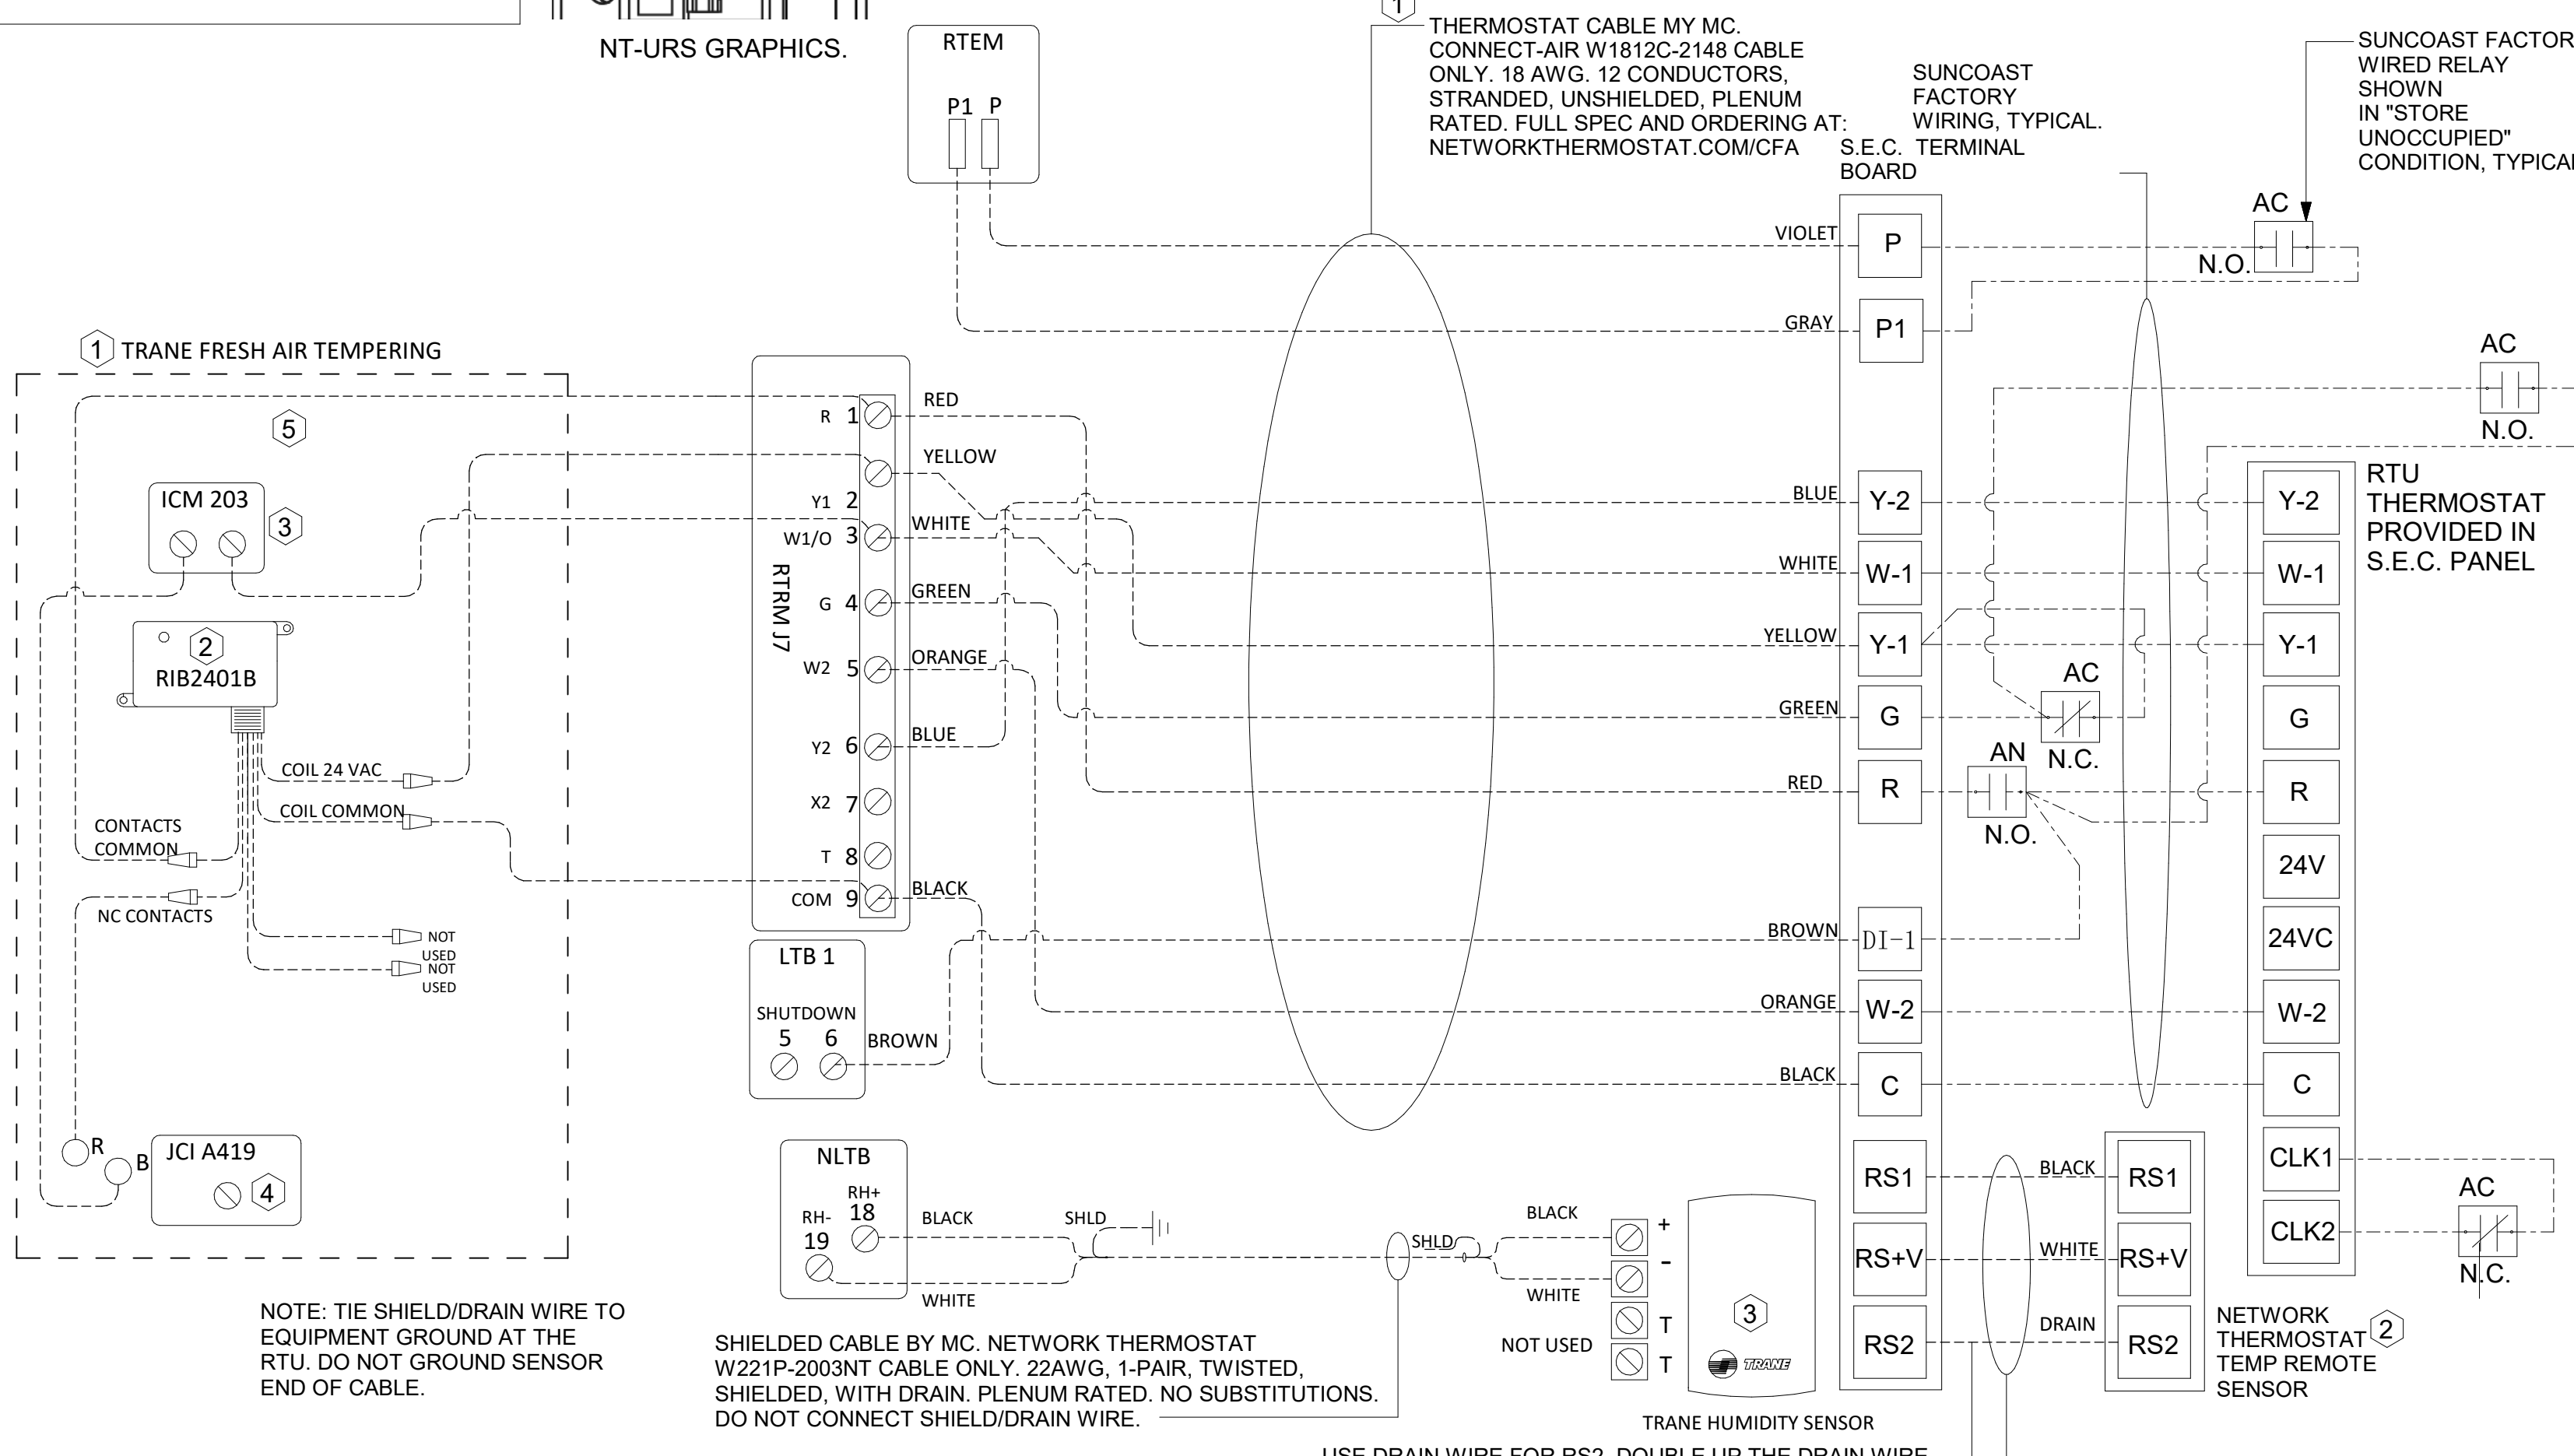 NT-URS GRAPHICS.
RTEM
P1 P
1
THERMOSTAT CABLE MY MC.
CONNECT-AIR W1812C-2148 CABLE
ONLY. 18 AWG. 12 CONDUCTORS,
STRANDED, UNSHIELDED, PLENUM
RATED. FULL SPEC AND ORDERING AT:
NETWORKTHERMOSTAT.COM/CFA
SUNCOAST
FACTORY
WIRING, TYPICAL.
S.E.C. TERMINAL
BOARD
SUNCOAST FACTOR
WIRED RELAY
SHOWN
IN "STORE
UNOCCUPIED"
CONDITION, TYPICAL
AC
N.O.
VIOLET
P
GRAY
P1
AC
N.O.
1 TRANE FRESH AIR TEMPERING
5
ICM 203
3
2
RIB2401B
COIL 24 VAC
COIL COMMON
CONTACTS
COMMON
NC CONTACTS
NOT
USED
NOT
USED
R
B
JCI A419
4
RTRM J7
R 1
RED
YELLOW
Y1 2
WHITE
W1/O 3
G 4
GREEN
W2 5
ORANGE
Y2 6
BLUE
X2 7
T 8
COM 9
BLACK
LTB 1
SHUTDOWN
5 6
BROWN
BLUE
Y-2
WHITE
W-1
YELLOW
Y-1
GREEN
G
RED
R
BROWN
DI-1
ORANGE
W-2
BLACK
C
AC
N.C.
AN
N.O.
RTU
THERMOSTAT
PROVIDED IN
S.E.C. PANEL
Y-2
W-1
Y-1
G
R
24V
24VC
W-2
C
CLK1
CLK2
AC
N.C.
NLTB
RH+
18
RH-
19
BLACK
WHITE
SHLD
SHLD
BLACK
WHITE
+
-
T
T
NOT USED
3
TRANE
TRANE HUMIDITY SENSOR
RS1
RS+V
RS2
BLACK
WHITE
DRAIN
RS1
RS+V
RS2
NETWORK
THERMOSTAT 2
TEMP REMOTE
SENSOR
NOTE: TIE SHIELD/DRAIN WIRE TO
EQUIPMENT GROUND AT THE
RTU. DO NOT GROUND SENSOR
END OF CABLE.
SHIELDED CABLE BY MC. NETWORK THERMOSTAT
W221P-2003NT CABLE ONLY. 22AWG, 1-PAIR, TWISTED,
SHIELDED, WITH DRAIN. PLENUM RATED. NO SUBSTITUTIONS.
DO NOT CONNECT SHIELD/DRAIN WIRE.
USE DRAIN WIRE FOR RS2. DOUBLE UP THE DRAIN WIRE